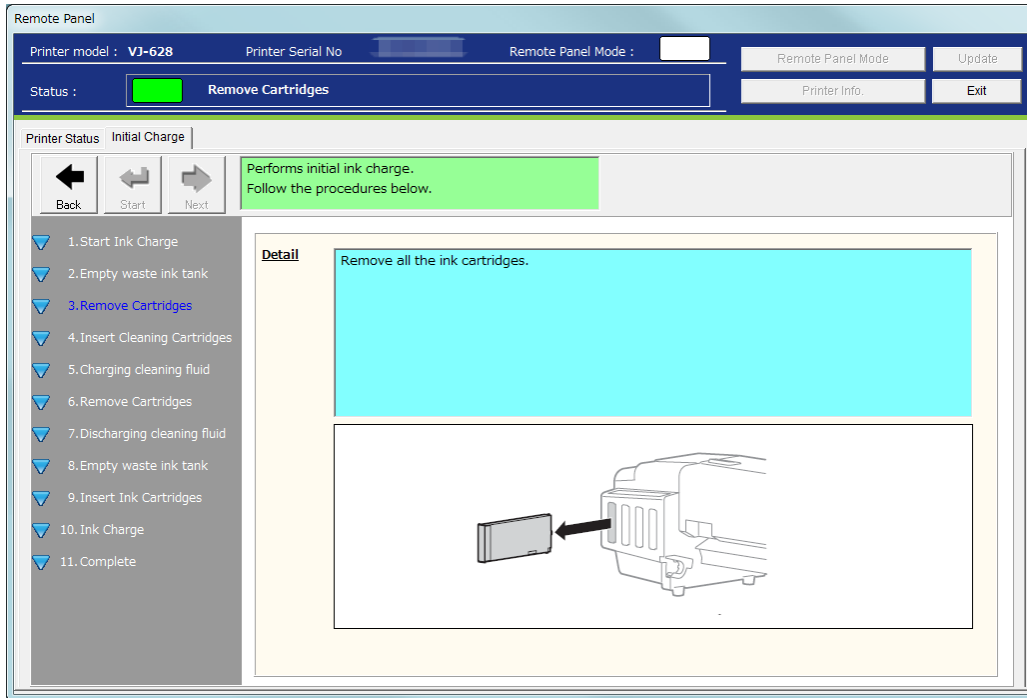 Remote Panel
Printer model : VJ-628 Printer Serial No Remote Panel Mode :
Remote Panel Mode Update
Status : Remove Cartridges
Printer Info. Exit
Printer Status Initial Charge
Back Start Next
Performs initial ink charge.
Follow the procedures below.
1.Start Ink Charge
2.Empty waste ink tank
3.Remove Cartridges
4.Insert Cleaning Cartridges
5.Charging cleaning fluid
6.Remove Cartridges
7.Discharging cleaning fluid
8.Empty waste ink tank
9.Insert Ink Cartridges
10.Ink Charge
11.Complete
Detail
Remove all the ink cartridges.